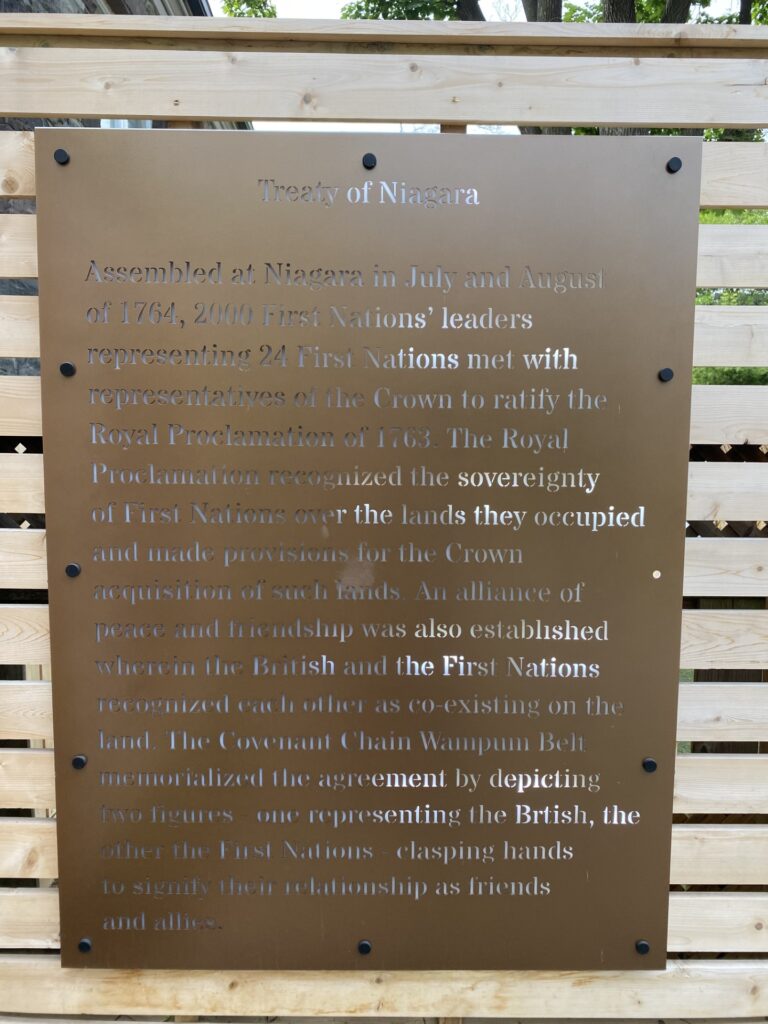 Treaty of Niagara
Assembled at Niagara in July and August
of 1764, 2000 First Nations’ leaders
representing 24 First Nations met with
representatives of the Crown to ratify the
Royal Proclamation of 1763. The Royal
Proclamation recognized the sovereignty
of First Nations over the lands they occupied
and made provisions for the Crown
acquisition of such lands. An alliance of
peace and friendship was also established
wherein the British and the First Nations
recognized each other as co-existing on the
land. The Covenant Chain Wampum Belt
memorialized the agreement by depicting
two figures - one representing the Brtish, the
other the First Nations - clasping hands
to signify their relationship as friends
and allies.